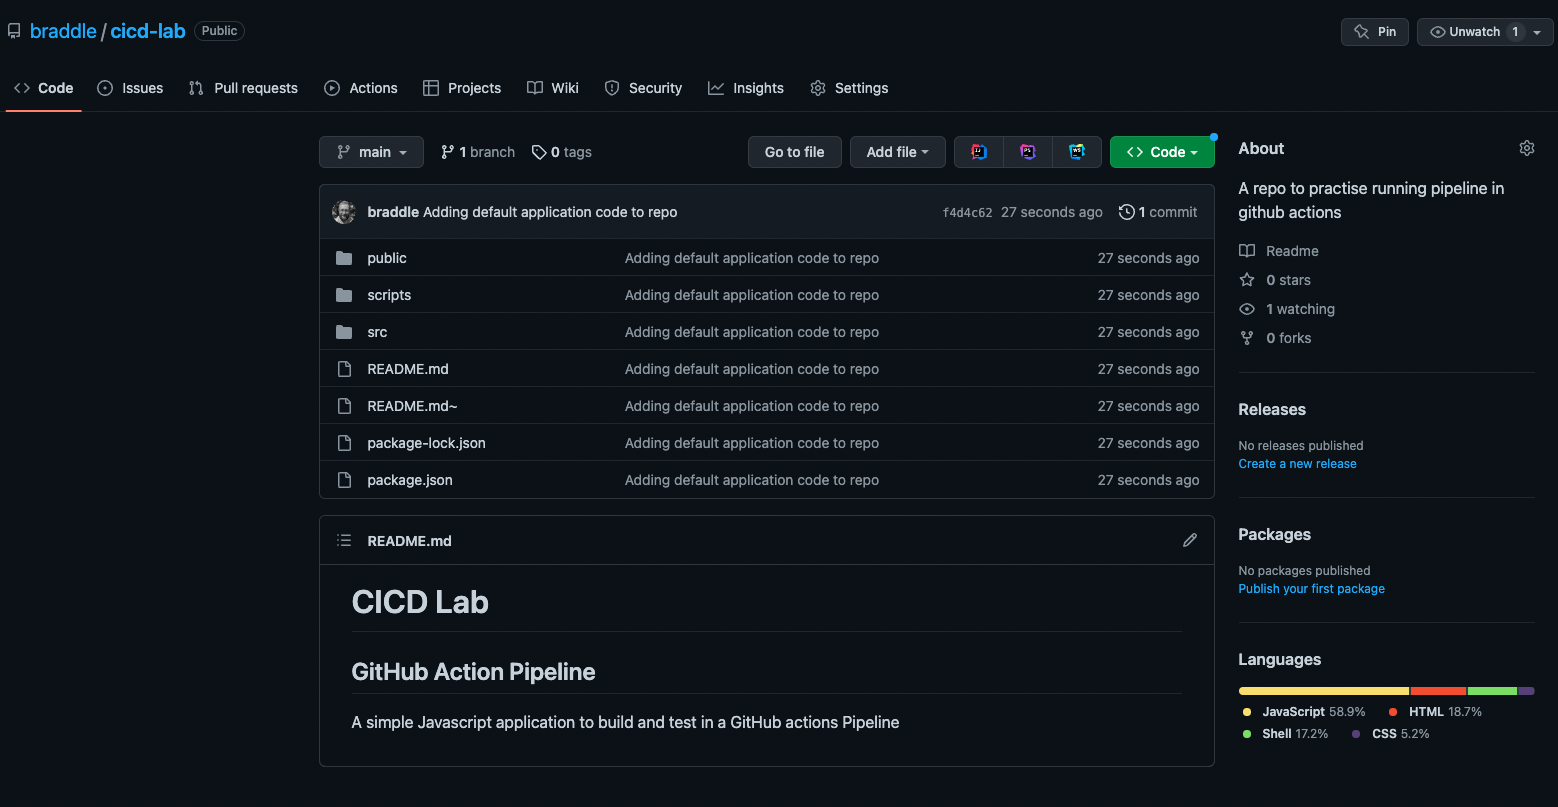 braddle / cicd-lab Public
Pin Unwatch 1
Code Issues Pull requests Actions Projects Wiki Security Insights Settings
main 1 branch 0 tags Go to file Add file Code
braddle Adding default application code to repo f4d4c62 27 seconds ago 1 commit
public Adding default application code to repo 27 seconds ago
scripts Adding default application code to repo 27 seconds ago
src Adding default application code to repo 27 seconds ago
README.md Adding default application code to repo 27 seconds ago
README.md~ Adding default application code to repo 27 seconds ago
package-lock.json Adding default application code to repo 27 seconds ago
package.json Adding default application code to repo 27 seconds ago
README.md
CICD Lab
GitHub Action Pipeline
A simple Javascript application to build and test in a GitHub actions Pipeline
About
A repo to practise running pipeline in
github actions
Readme
0 stars
1 watching
0 forks
Releases
No releases published
Create a new release
Packages
No packages published
Publish your first package
Languages
JavaScript 58.9% HTML 18.7%
Shell 17.2% CSS 5.2%